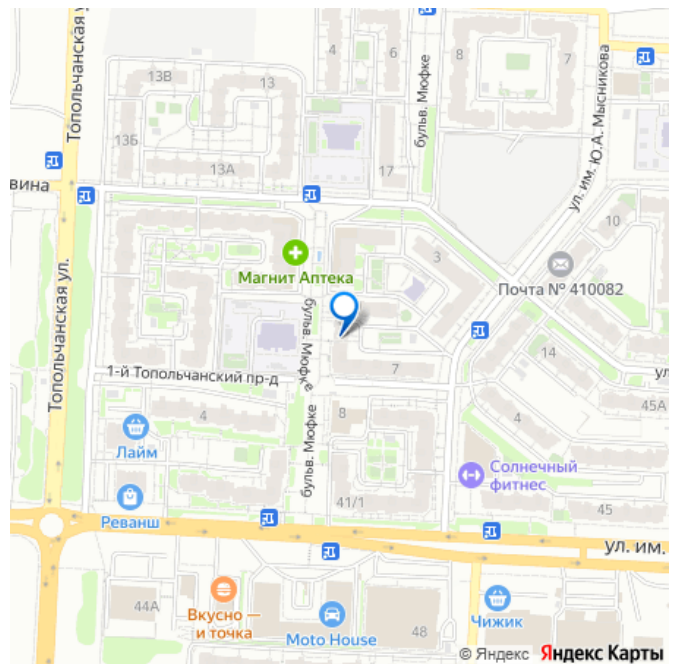 Топольчанская у
13В
13
4
6
8
7
бульв. Мюфке
ул. им. Ю.А. Мысникова
13Б
13А
17
вина
10
3
Магнит Аптека
Почта № 410082
Топольчанская ул.
бульв. Мюфке
1-й Топольчанский пр-д
7
14
ул
45А
4
8
4
Лайм
бульв. Мюфке
Солнечный
фитнес
Реванш
41/1
45
ул. им.
44А
Вкусно —
и точка
Moto House
48
Чижик
© Яндекс Яндекс Карты